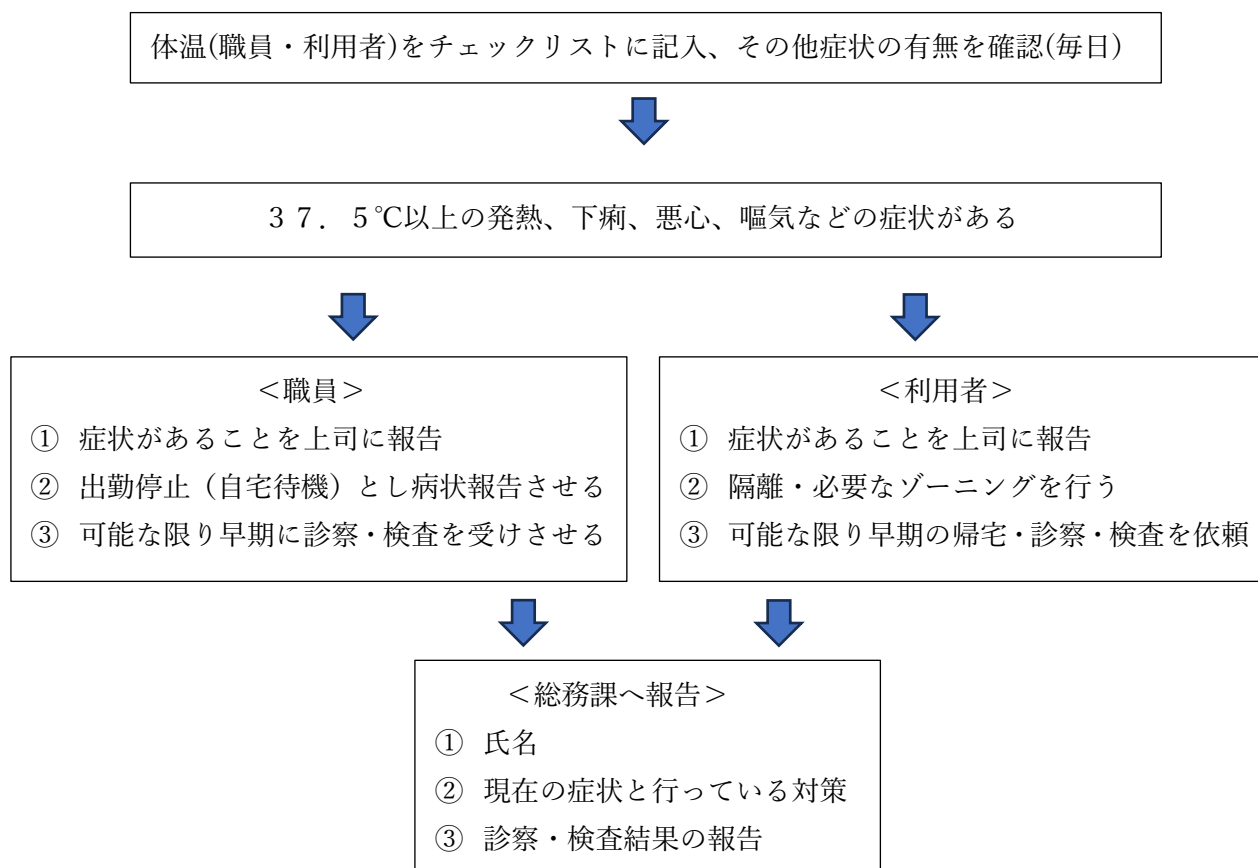 体温(職員・利用者)をチェックリストに記入、その他症状の有無を確認(毎日)
３７．５℃以上の発熱、下痢、悪心、嘔気などの症状がある
＜職員＞
① 症状があることを上司に報告
② 出勤停止（自宅待機）とし病状報告させる
③ 可能な限り早期に診察・検査を受けさせる
＜利用者＞
① 症状があることを上司に報告
② 隔離・必要なゾーニングを行う
③ 可能な限り早期の帰宅・診察・検査を依頼
＜総務課へ報告＞
① 氏名
② 現在の症状と行っている対策
③ 診察・検査結果の報告